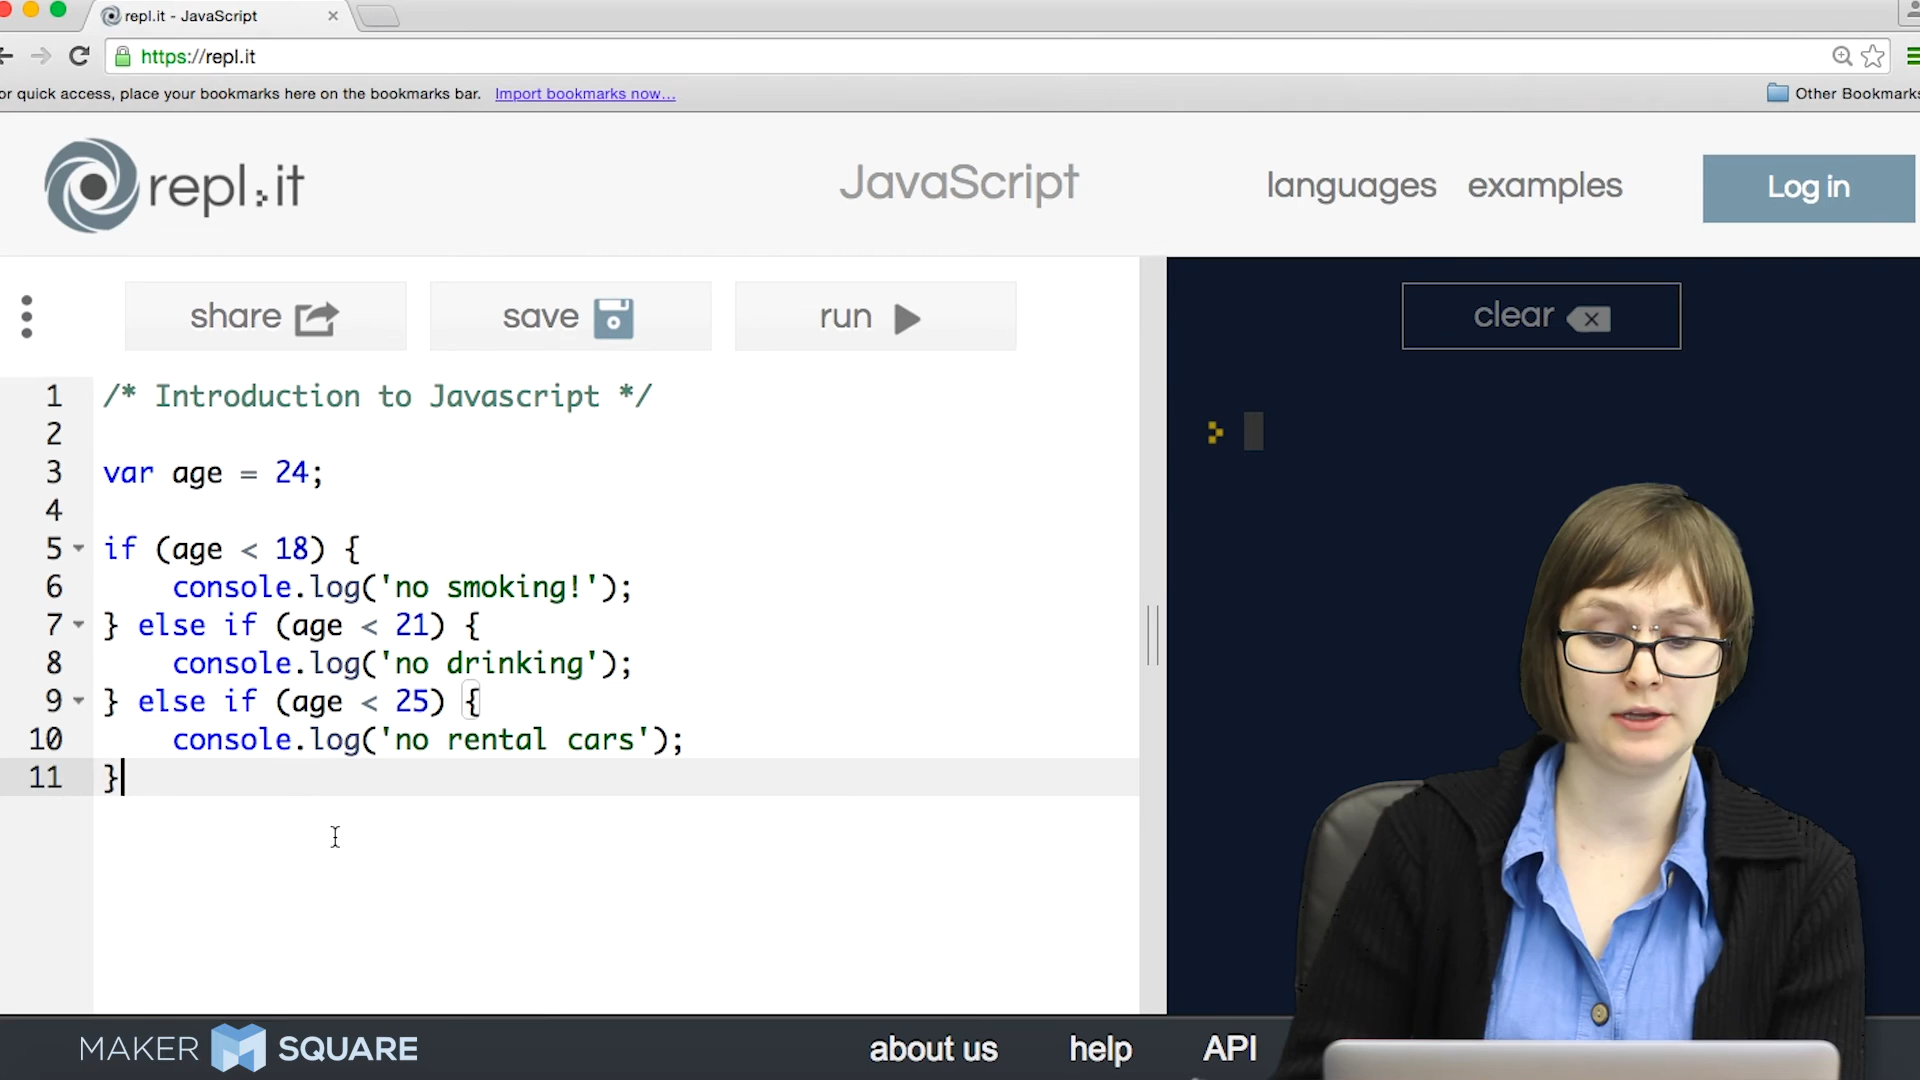 repl.it - JavaScript
https://repl.it
or quick access, place your bookmarks here on the bookmarks bar. Import bookmarks now...
Other Bookmarks
repl.it
JavaScript
languages
examples
Log in
share
save
run
clear
1 /* Introduction to Javascript */
2
3 var age = 24;
4
5 if (age < 18) {
6 console.log('no smoking!');
7 } else if (age < 21) {
8 console.log('no drinking');
9 } else if (age < 25) {
10 console.log('no rental cars');
11 }
>
MAKER SQUARE
about us
help
API